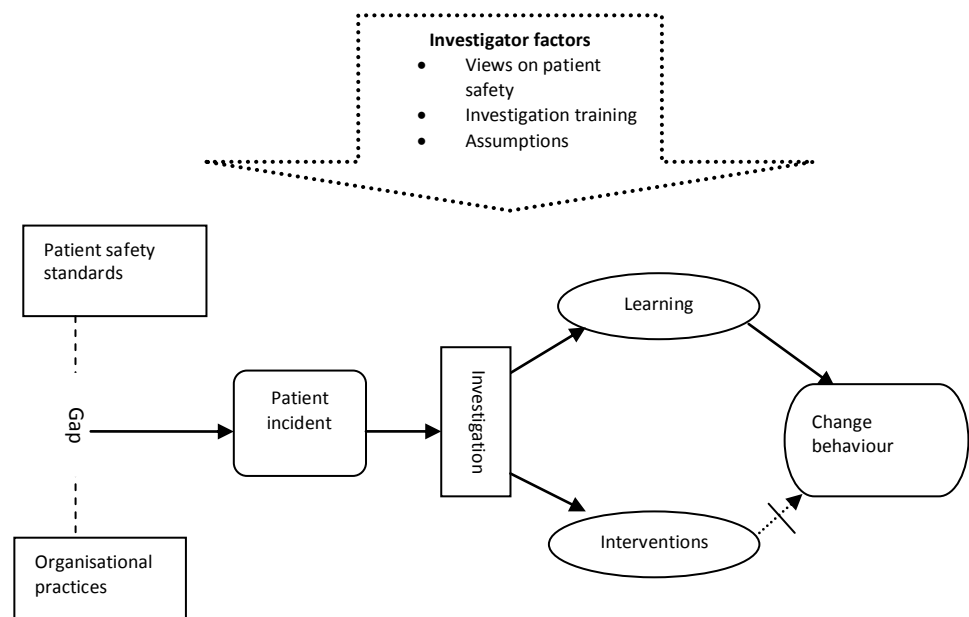 Investigator factors
• Views on patient
safety
• Investigation training
• Assumptions
Patient safety
standards
Gap
Organisational
practices
Patient
incident
Investigation
Learning
Interventions
Change
behaviour